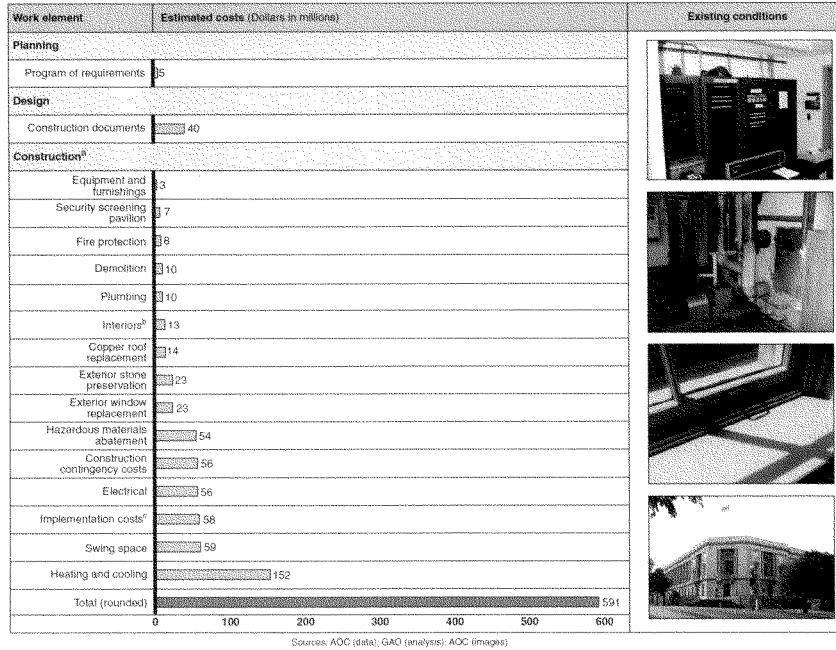 Work element Estimated costs (Dollars in millions) Existing conditions
Planning
Program of requirements 5
Design
Construction documents 40
Construction a
Equipment and
furnishings 3
Security screening
pavilion 7
Fire protection 8
Demolition 10
Plumbing 10
Interiors b 13
Copper roof
replacement 14
Exterior stone
preservation 23
Exterior window
replacement 23
Hazardous materials
abatement 54
Construction
contingency costs 56
Electrical 56
Implementation costs c 58
Swing space 59
Heating and cooling 152
Total (rounded) 591
0 100 200 300 400 500 600
Sources: AOC (data); GAO (analysis); AOC (images)